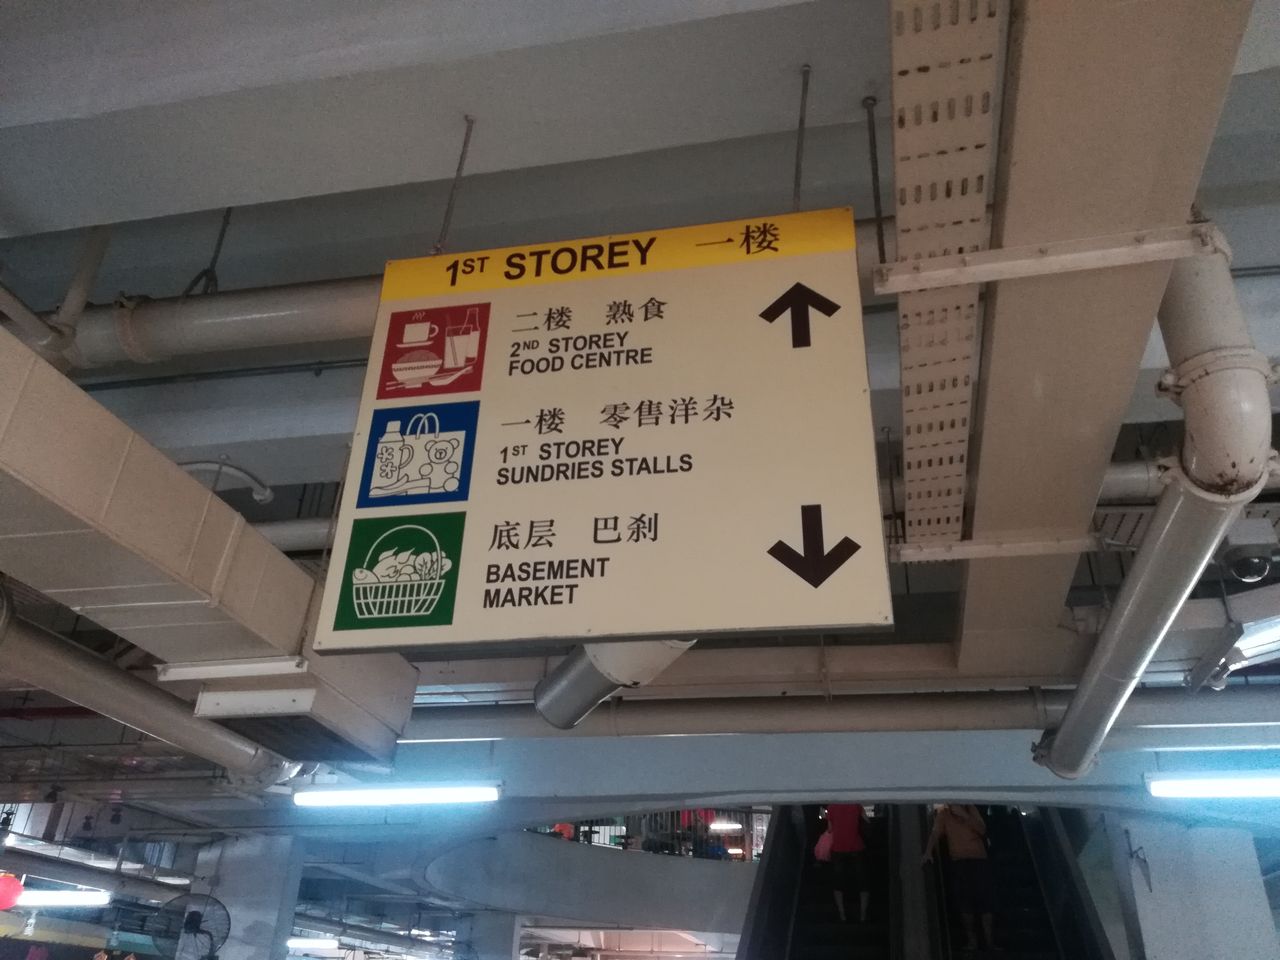 1ST STOREY 一楼
二楼 熟食
2ND STOREY
FOOD CENTRE
一楼 零售洋杂
1ST STOREY
SUNDRIES STALLS
底层 巴刹
BASEMENT
MARKET